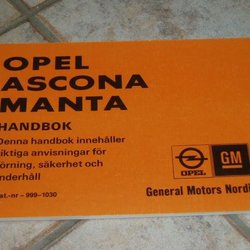 OPEL
ASCONA
MANTA
HANDBOK
Denna handbok innehåller
iktiga anvisningar för
örning, säkerhet och
nderhåll
at.-nr – 999-1030
OPEL
GM
General Motors Nordi